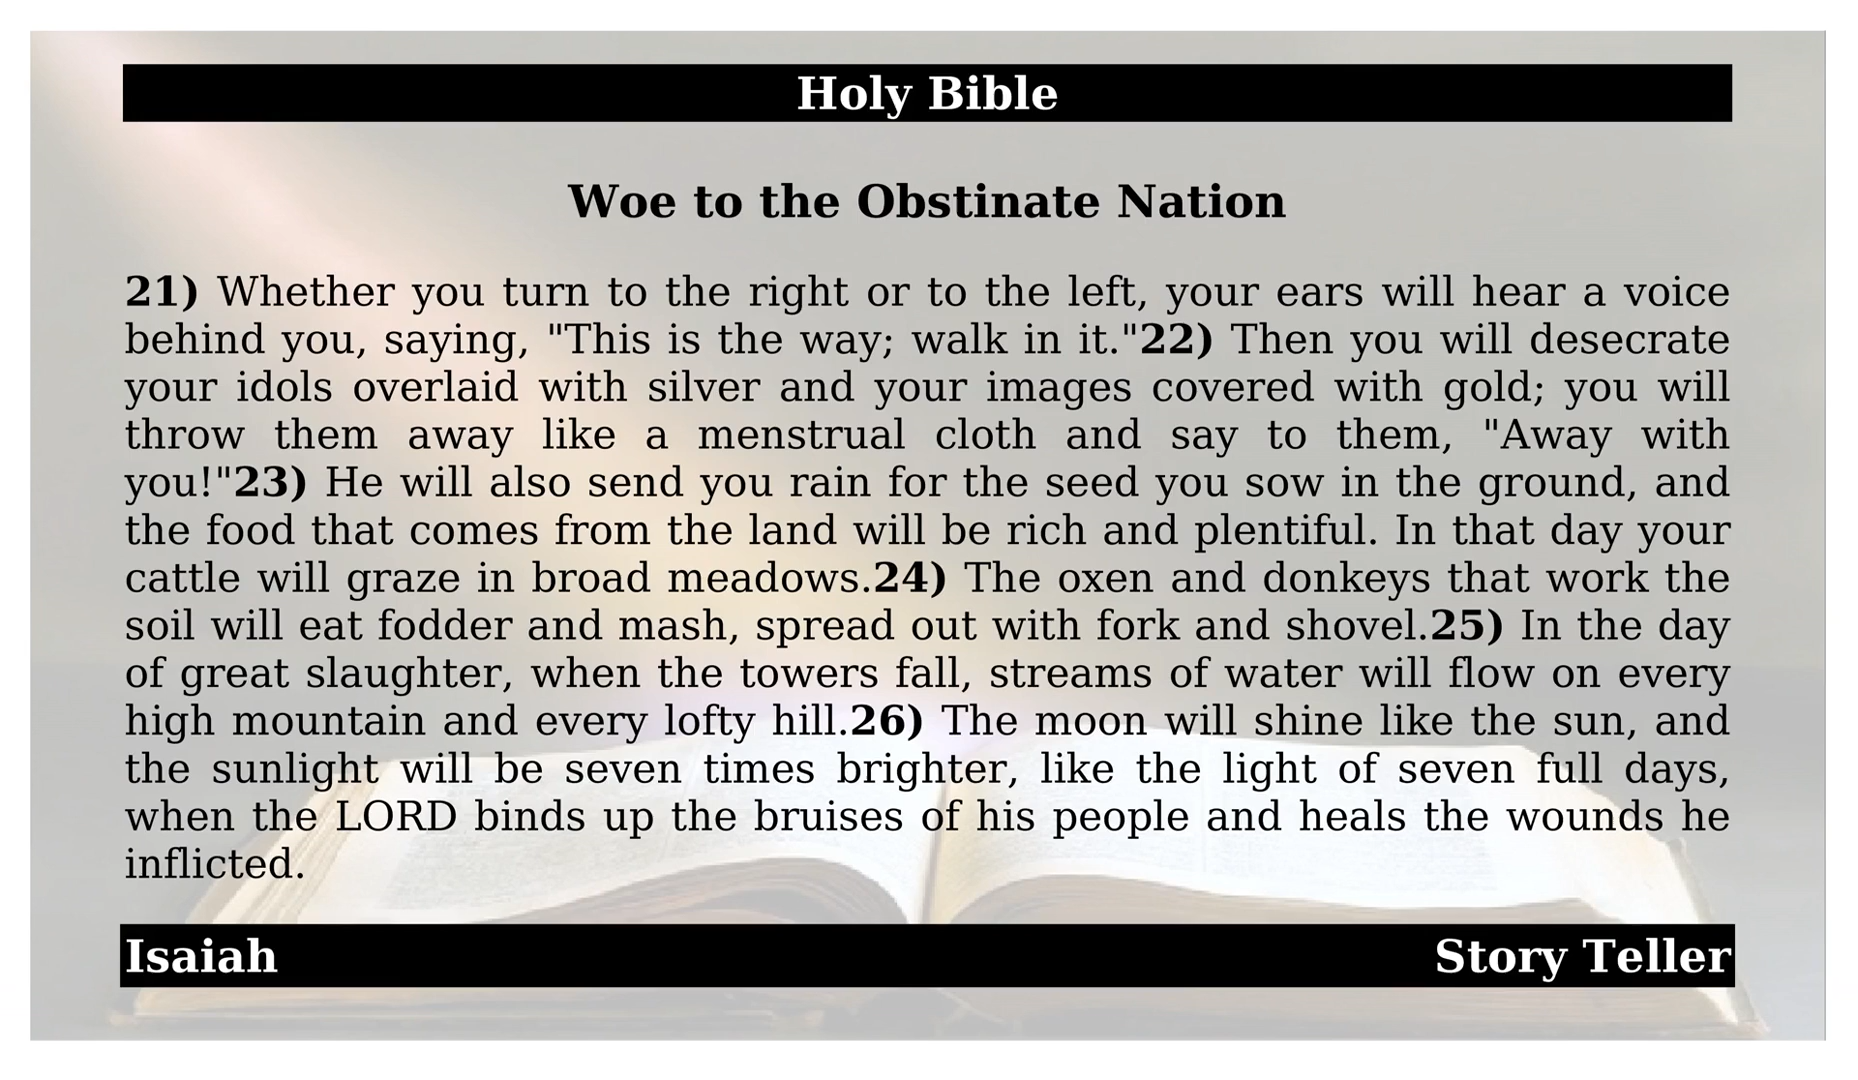 Holy Bible
Woe to the Obstinate Nation
21) Whether you turn to the right or to the left, your ears will hear a voice
behind you, saying, "This is the way; walk in it."22) Then you will desecrate
your idols overlaid with silver and your images covered with gold; you will
throw them away like a menstrual cloth and say to them, "Away with
you!"23) He will also send you rain for the seed you sow in the ground, and
the food that comes from the land will be rich and plentiful. In that day your
cattle will graze in broad meadows.24) The oxen and donkeys that work the
soil will eat fodder and mash, spread out with fork and shovel.25) In the day
of great slaughter, when the towers fall, streams of water will flow on every
high mountain and every lofty hill.26) The moon will shine like the sun, and
the sunlight will be seven times brighter, like the light of seven full days,
when the LORD binds up the bruises of his people and heals the wounds he
inflicted.
Isaiah Story Teller